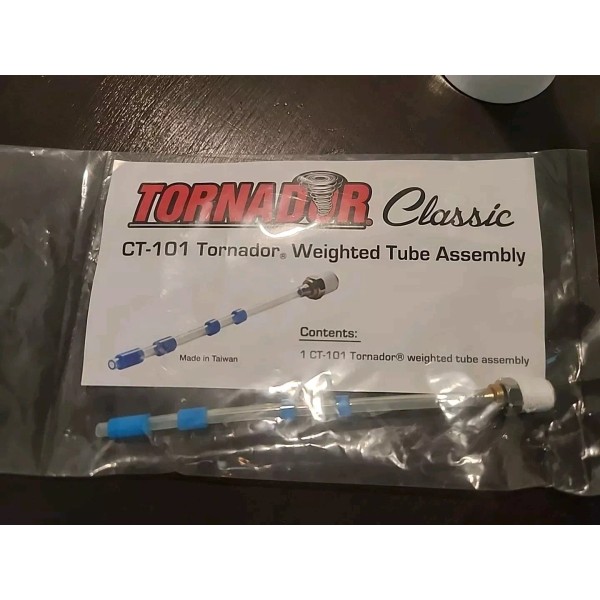 TORNADOR® Classic
CT-101 Tornador® Weighted Tube Assembly
Contents:
Made in Taiwan
1 CT-101 Tornador® weighted tube assembly